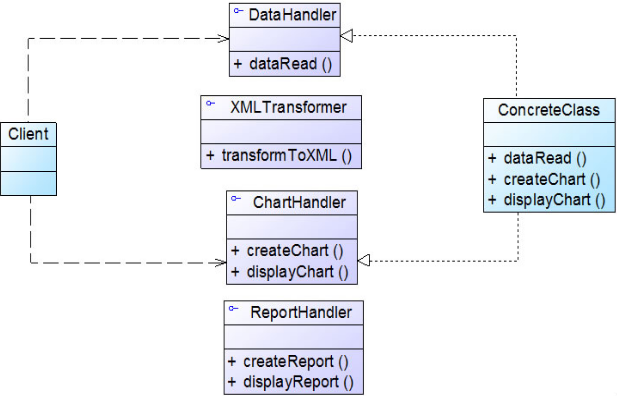 DataHandler
+ dataRead ()
XMLTransformer
+ transformToXML ()
Client
ConcreteClass
+ dataRead ()
+ createChart ()
+ displayChart ()
ChartHandler
+ createChart ()
+ displayChart ()
ReportHandler
+ createReport ()
+ displayReport ()